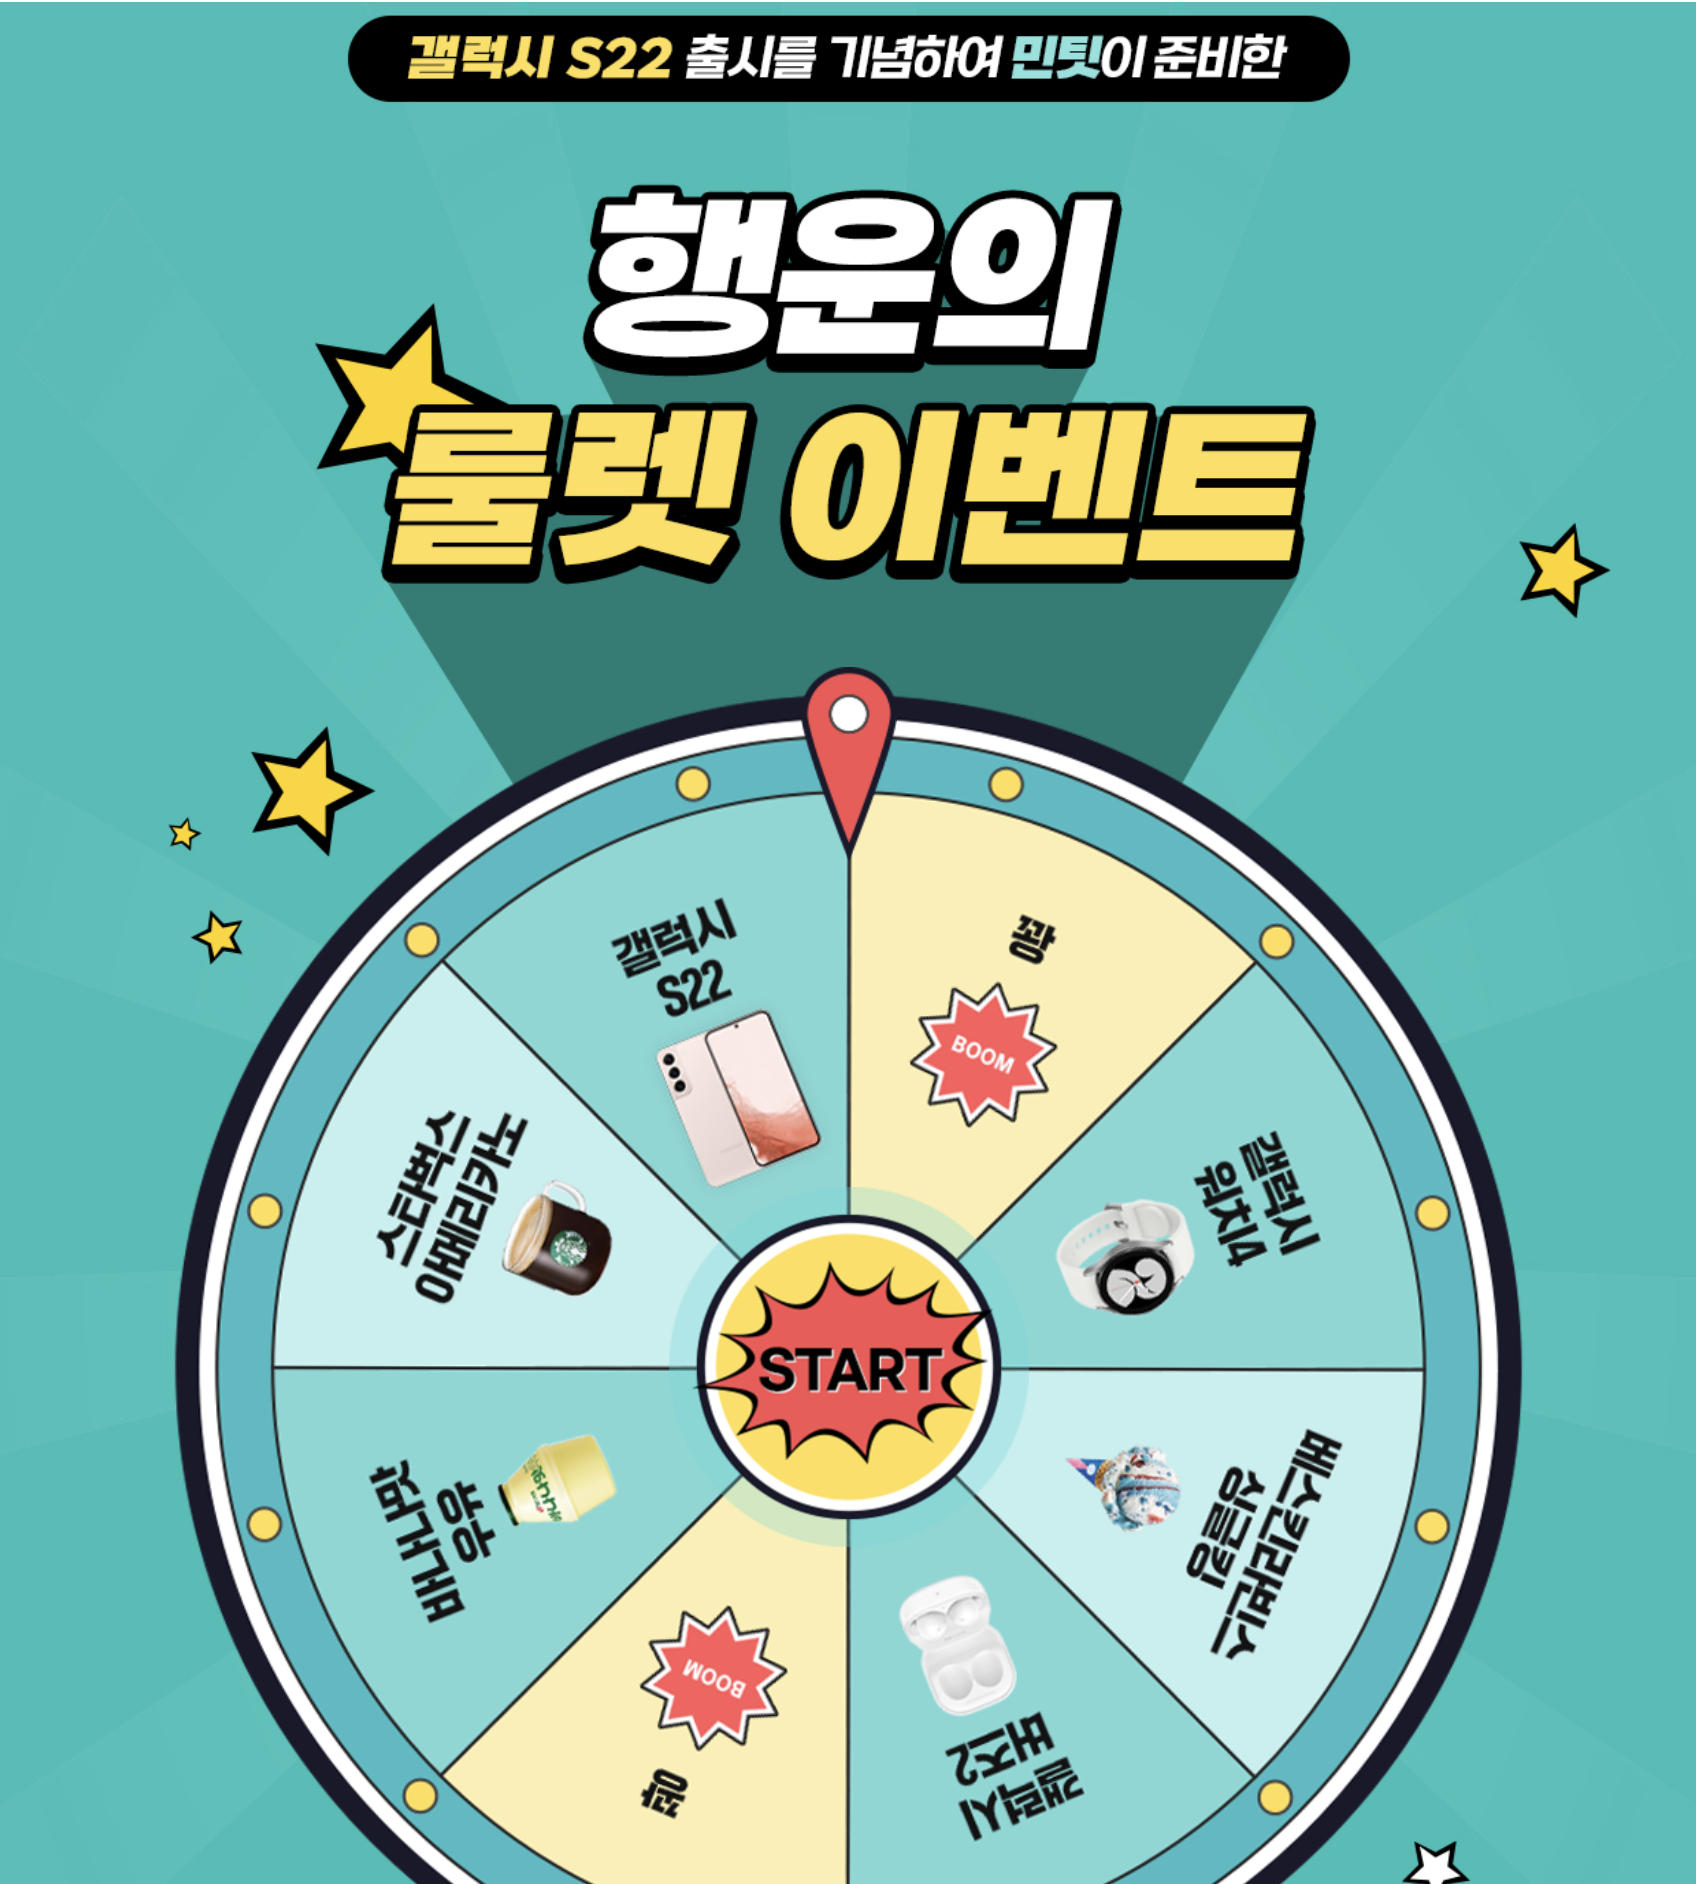 갤럭시 S22 출시를 기념하여 민팃이 준비한
행운의
룰렛 이벤트
갤럭시
S22
꽝
BOOM
갤럭시
워치4
베스킨라빈스
싱글킹
갤럭시
버즈2
꽝
BOOM
바나나맛
우유
스타벅스
아메리카노
START